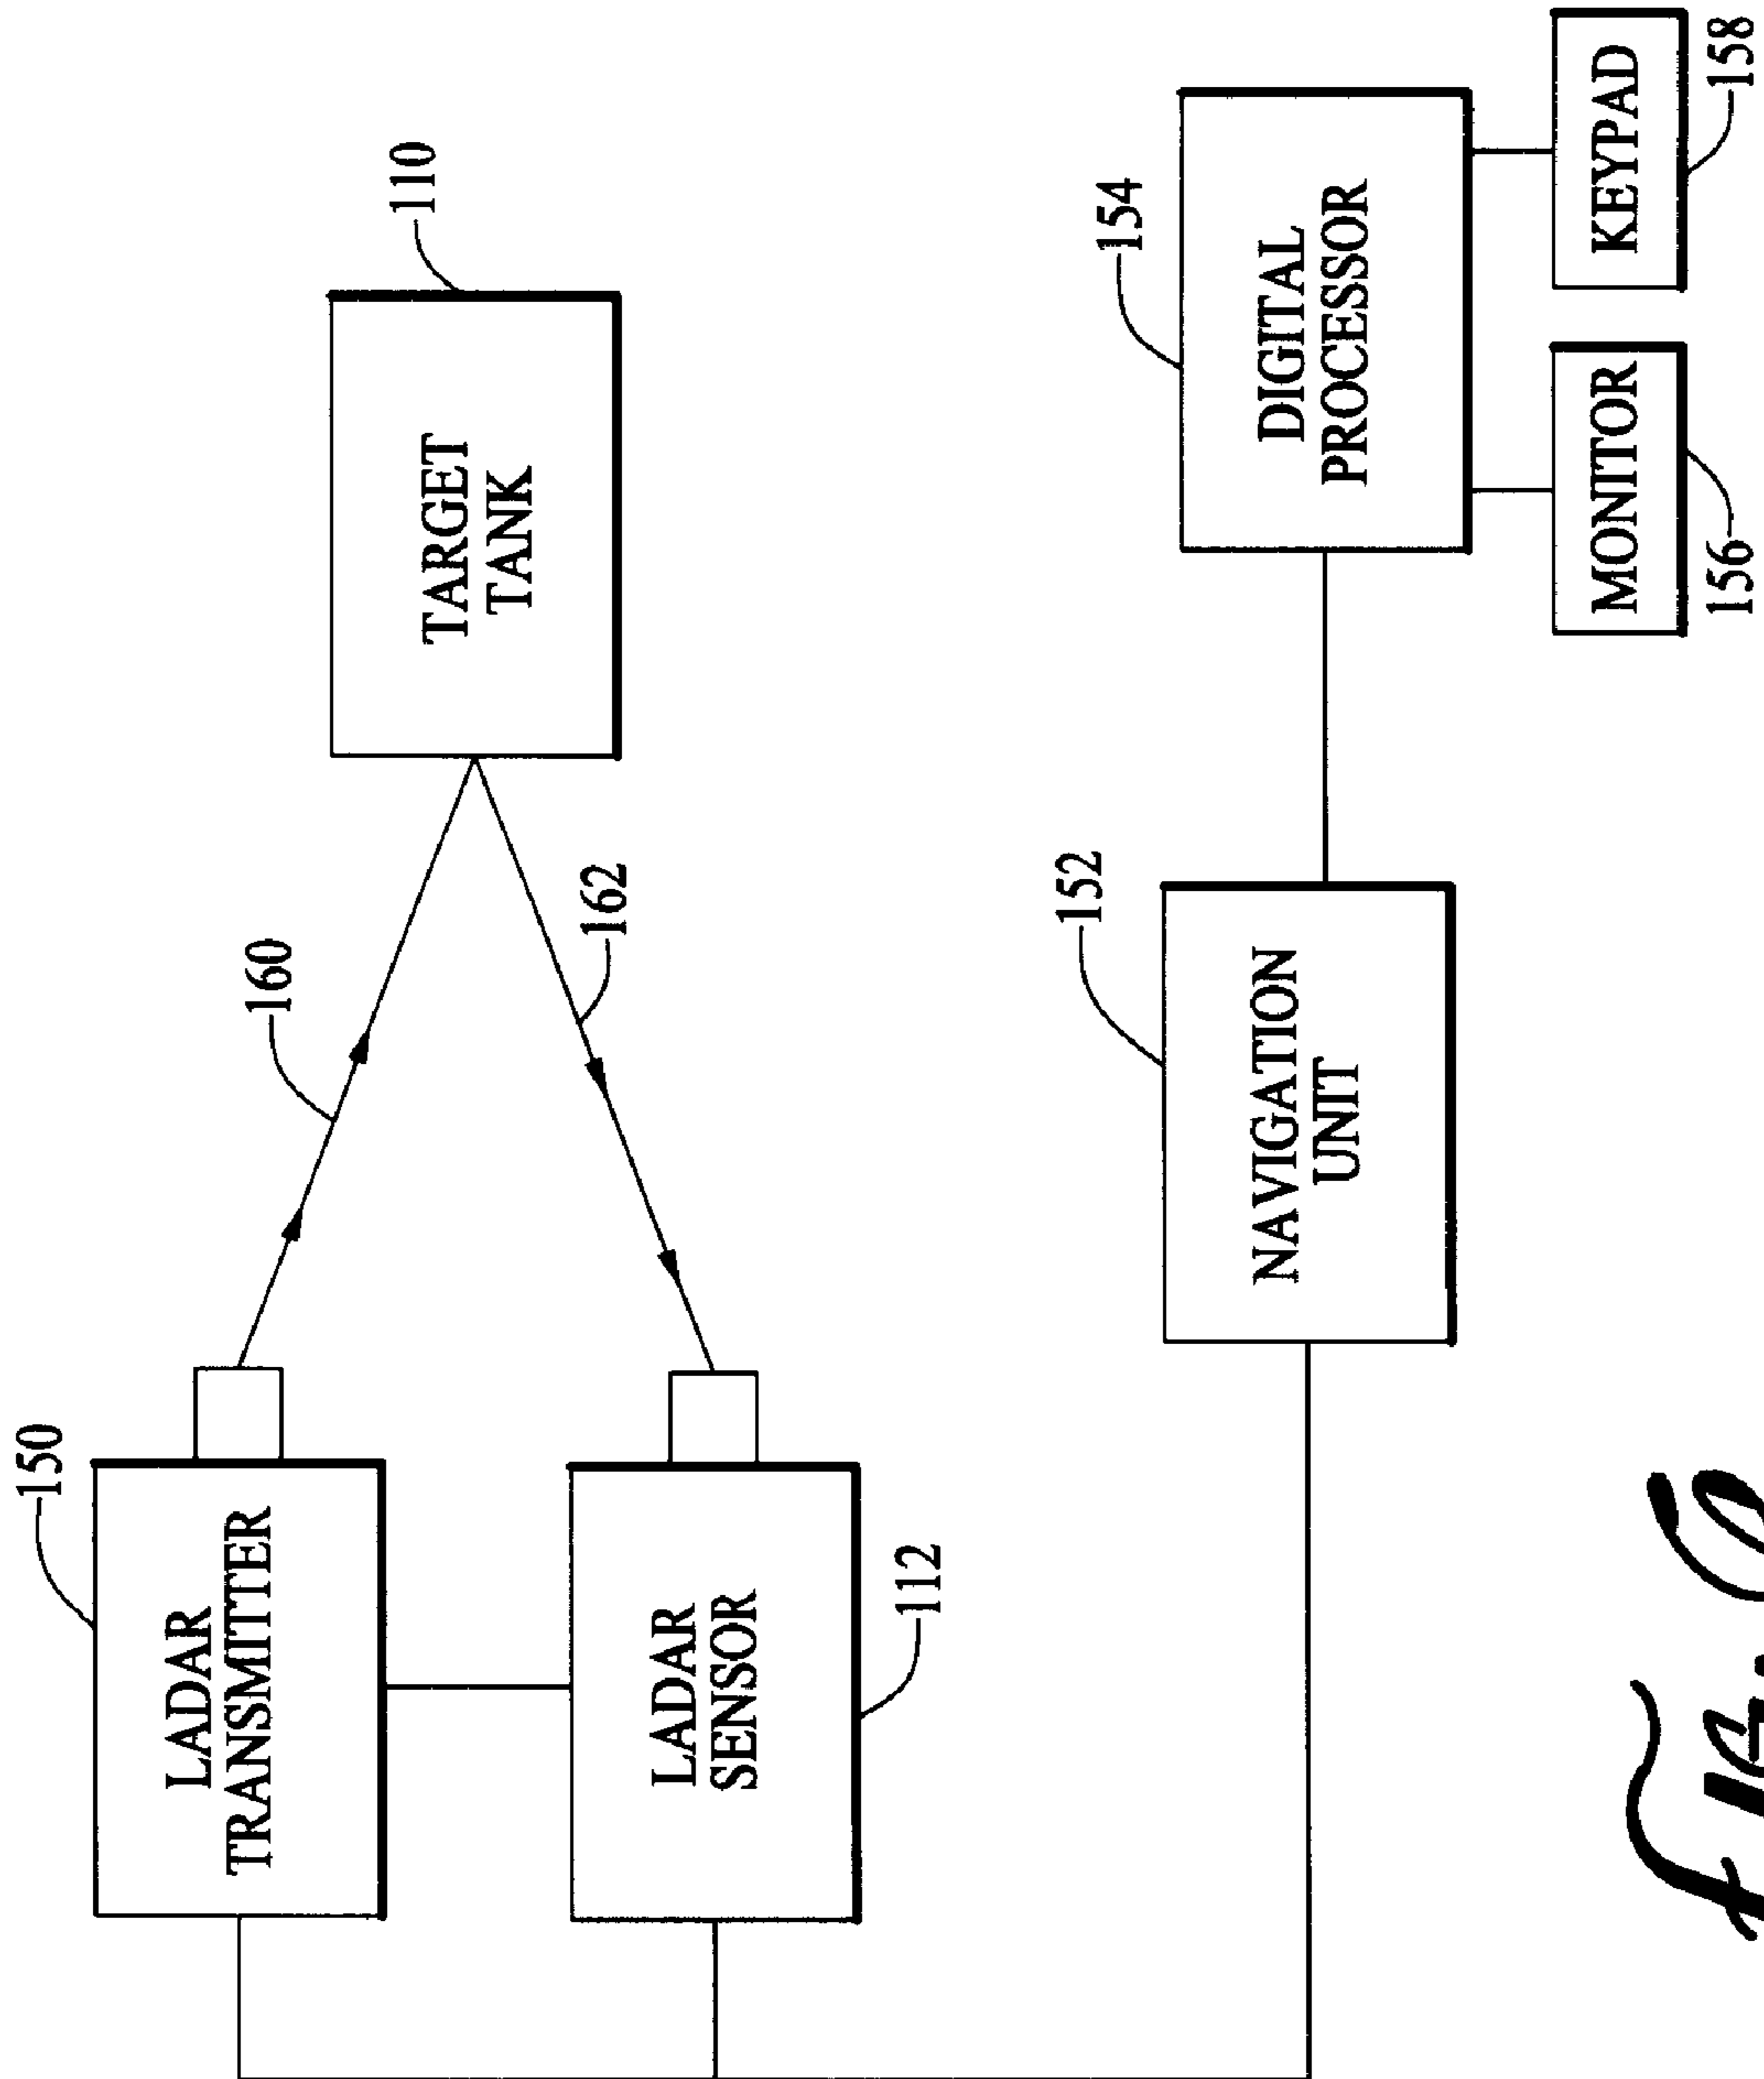 150
LADAR
TRANSMITTER
160
TARGET
TANK
110
LADAR
SENSOR
112
162
NAVIGATION
UNIT
152
DIGITAL
PROCESSOR
154
MONITOR
156
KEYPAD
158